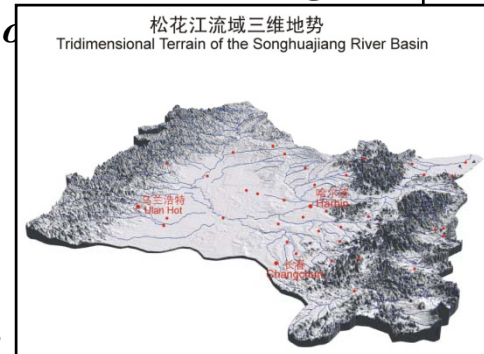 松花江流域三维地势
Tridimensional Terrain of the Songhuajiang River Basin
乌兰浩特
Ulan Hot
哈尔滨
Harbin
长春
Changchun